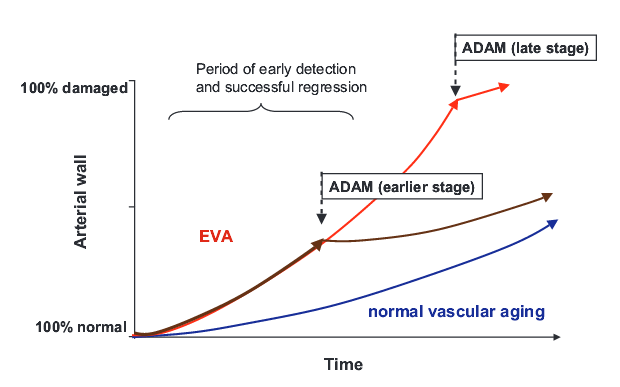 ADAM (late stage)
Period of early detection
and successful regression
100% damaged
ADAM (earlier stage)
Arterial wall
EVA
normal vascular aging
100% normal
Time